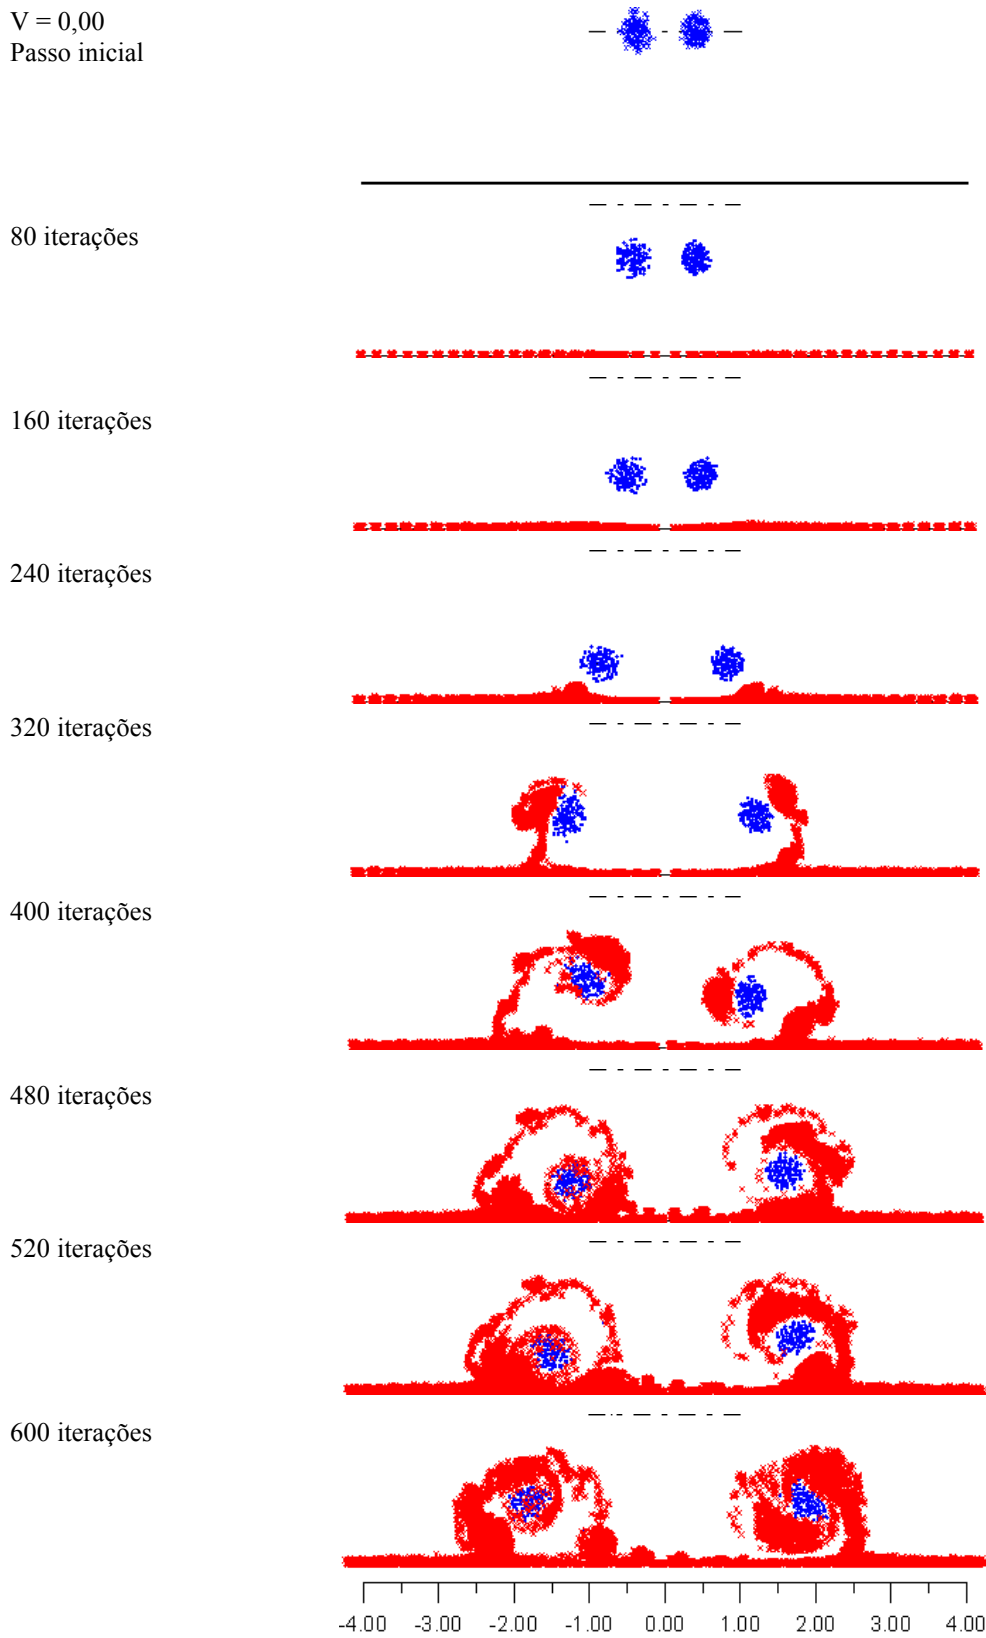 V = 0,00
Passo inicial
80 iterações
160 iterações
240 iterações
320 iterações
400 iterações
480 iterações
520 iterações
600 iterações
-4.00 -3.00 -2.00 -1.00 0.00 1.00 2.00 3.00 4.00